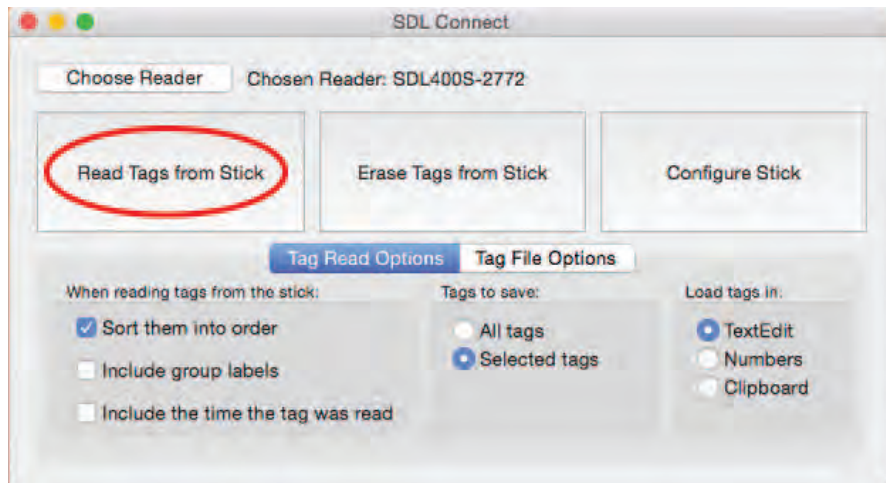 SDL Connect
Choose Reader Chosen Reader: SDL400S-2772
Read Tags from Stick Erase Tags from Stick Configure Stick
Tag Read Options Tag File Options
When reading tags from the stick: Tags to save: Load tags in:
Sort them into order All tags TextEdit
Include group labels Selected tags Numbers
Clipboard
Include the time the tag was read